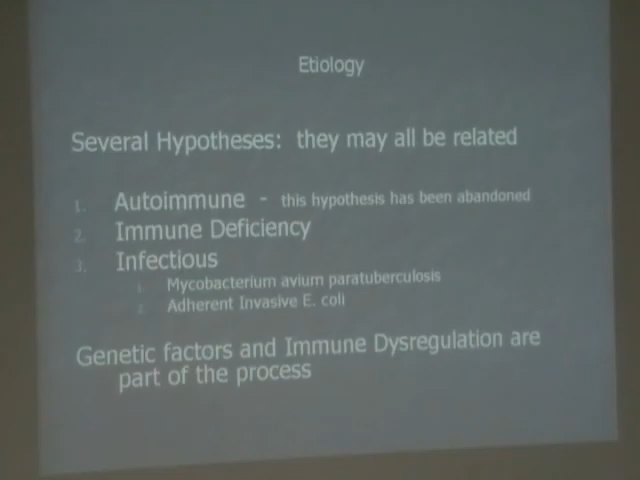 Etiology
Several Hypotheses: they may all be related
1. Autoimmune - this hypothesis has been abandoned
2. Immune Deficiency
3. Infectious
1. Mycobacterium avium paratuberculosis
2. Adherent Invasive E. coli
Genetic factors and Immune Dysregulation are
part of the process